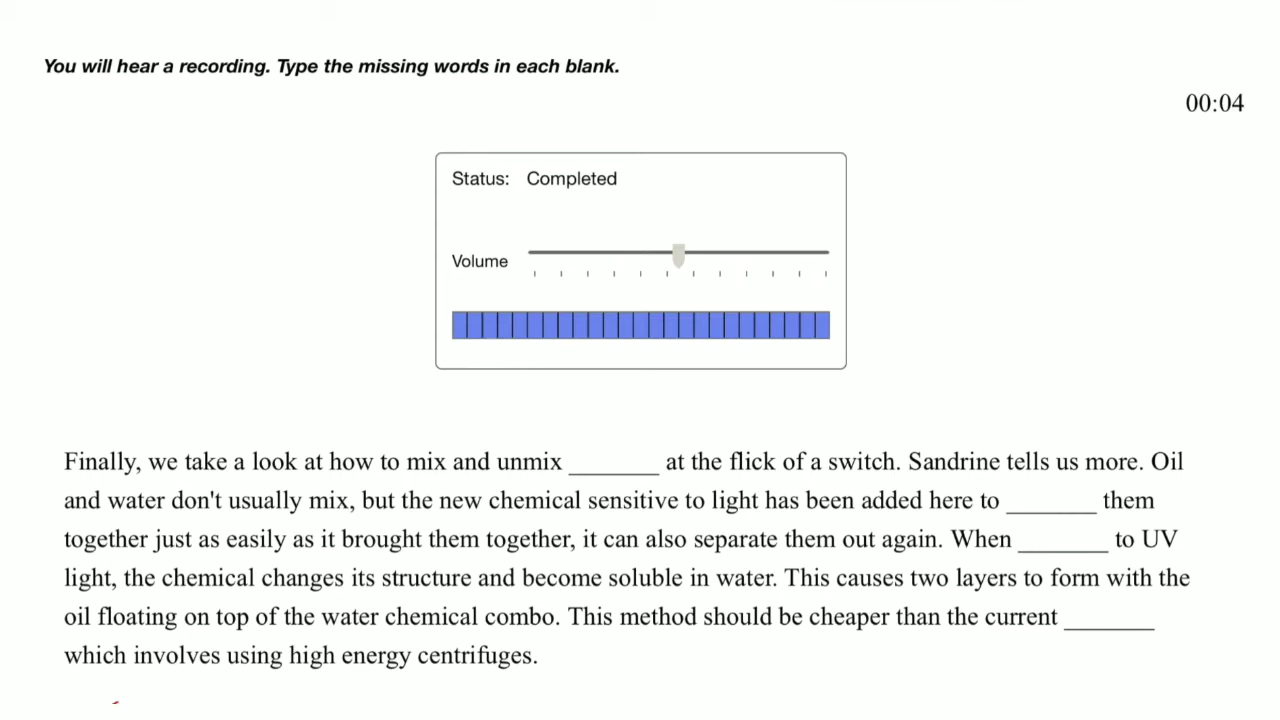 You will hear a recording. Type the missing words in each blank.
00:04
Status: Completed
Volume
Finally, we take a look at how to mix and unmix _______ at the flick of a switch. Sandrine tells us more. Oil
and water don't usually mix, but the new chemical sensitive to light has been added here to _______ them
together just as easily as it brought them together, it can also separate them out again. When _______ to UV
light, the chemical changes its structure and become soluble in water. This causes two layers to form with the
oil floating on top of the water chemical combo. This method should be cheaper than the current _______
which involves using high energy centrifuges.